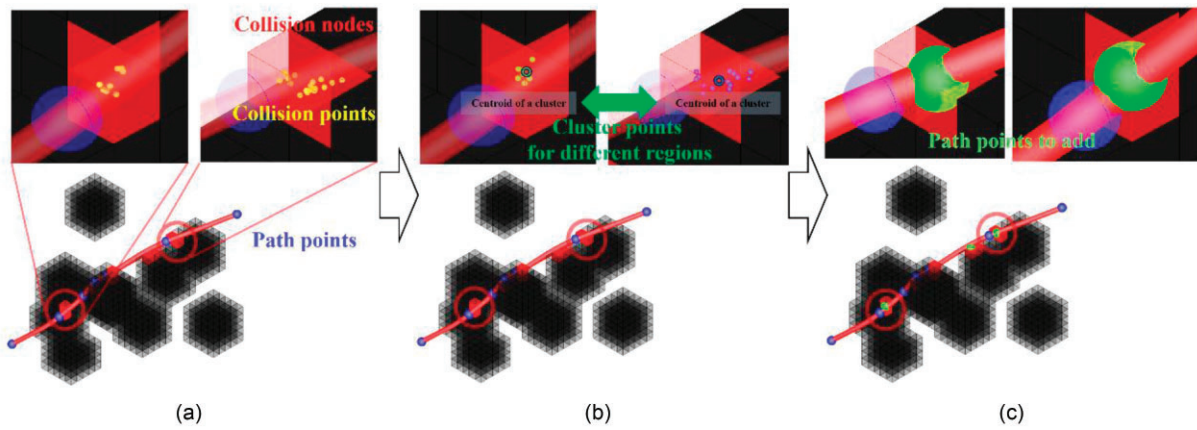 Collision nodes
Collision points
Path points
Centroid of a cluster
Centroid of a cluster
Cluster points
for different regions
Path points to add
(a)
(b)
(c)